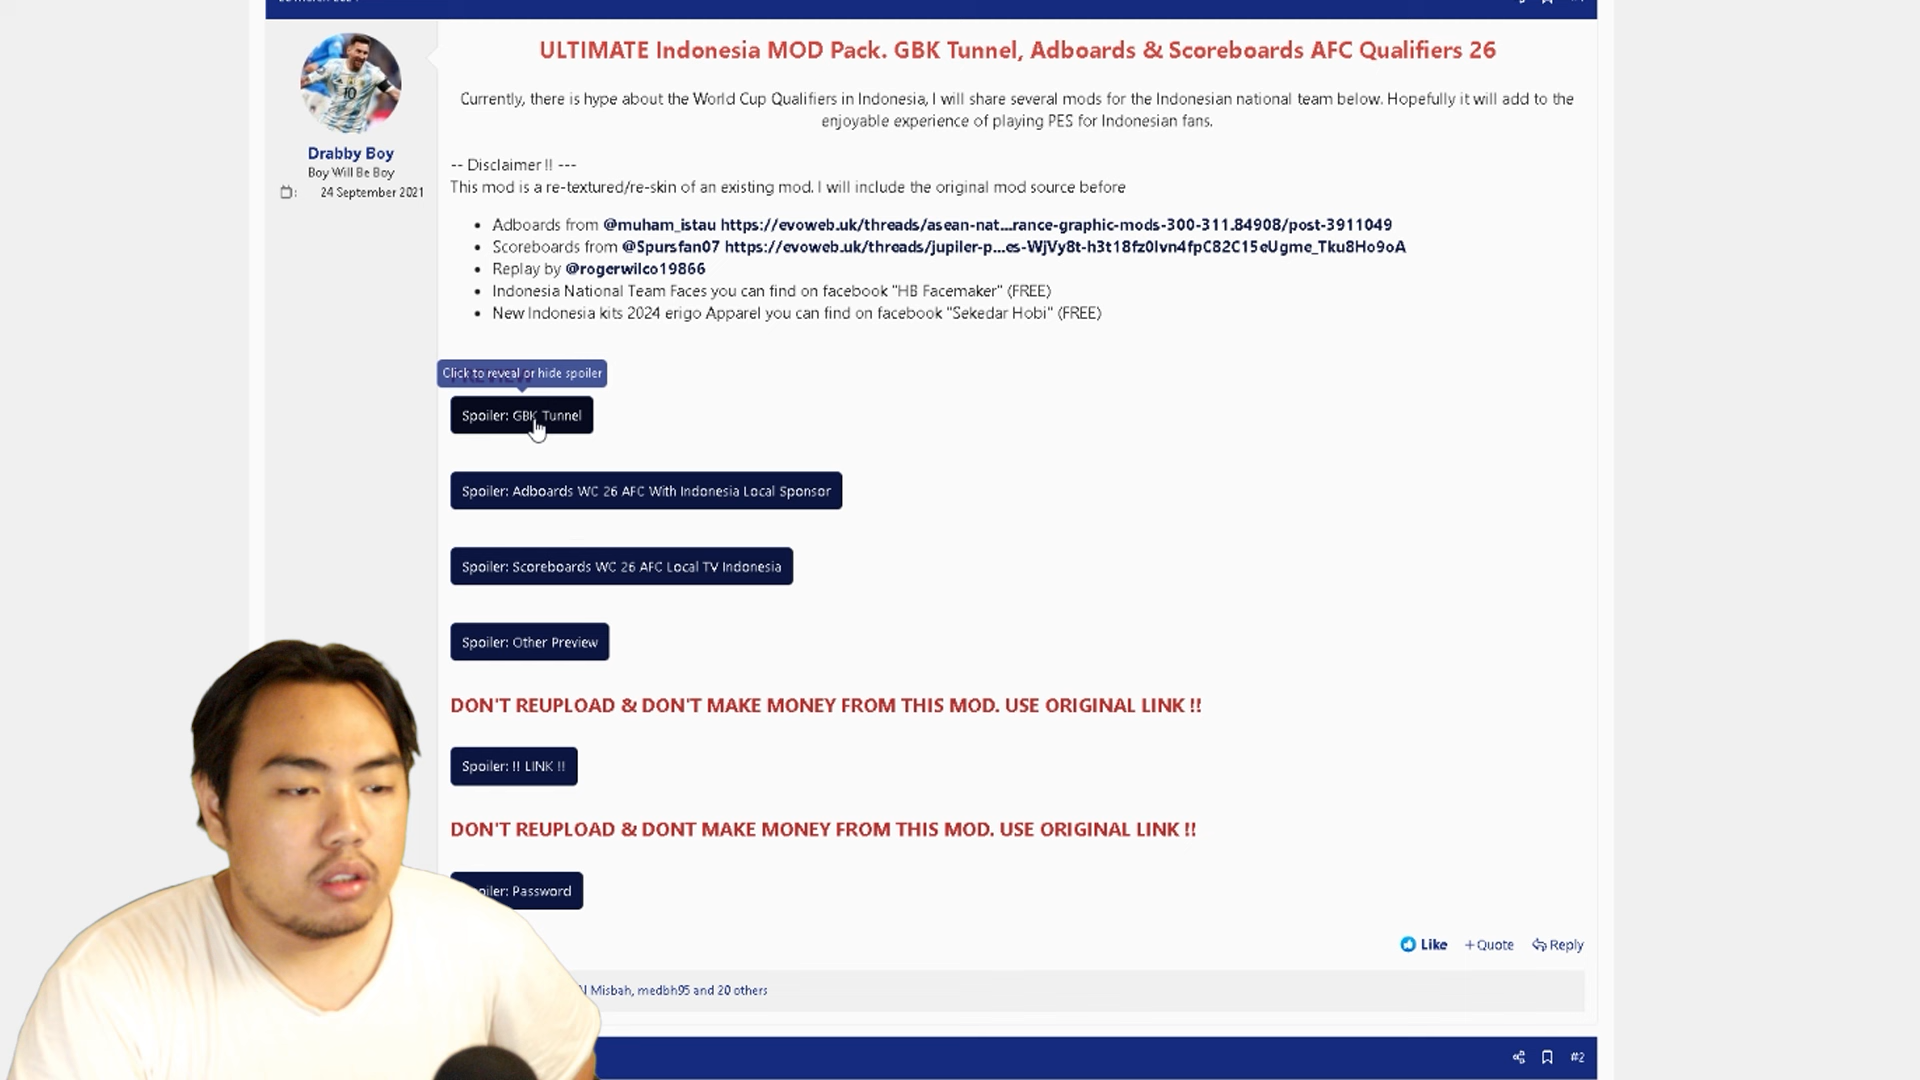 #1
ULTIMATE Indonesia MOD Pack. GBK Tunnel, Adboards & Scoreboards AFC Qualifiers 26
Currently, there is hype about the World Cup Qualifiers in Indonesia, I will share several mods for the Indonesian national team below. Hopefully it will add to the
enjoyable experience of playing PES for Indonesian fans.
10
Drabby Boy
Boy Will Be Boy
24 September 2021
-- Disclaimer !! ---
This mod is a re-textured/re-skin of an existing mod. I will include the original mod source before
• Adboards from @muham_istau https://evoweb.uk/threads/asean-nat...rance-graphic-mods-300-311.84908/post-3911049
• Scoreboards from @Spursfan07 https://evoweb.uk/threads/jupiler-p...es-WjVy8t-h3t18fz0lvn4fpC82C15eUgme_Tku8Ho9oA
• Replay by @rogerwilco19866
• Indonesia National Team Faces you can find on facebook "HB Facemaker" (FREE)
• New Indonesia kits 2024 erigo Apparel you can find on facebook "Sekedar Hobi" (FREE)
Click to reveal or hide spoiler
Spoiler: GBK Tunnel
Spoiler: Adboards WC 26 AFC With Indonesia Local Sponsor
Spoiler: Scoreboards WC 26 AFC Local TV Indonesia
Spoiler: Other Preview
DON'T REUPLOAD & DON'T MAKE MONEY FROM THIS MOD. USE ORIGINAL LINK !!
Spoiler: !! LINK !!
DON'T REUPLOAD & DONT MAKE MONEY FROM THIS MOD. USE ORIGINAL LINK !!
oiler: Password
Like +Quote Reply
Misbah, medbh95 and 20 others
#2